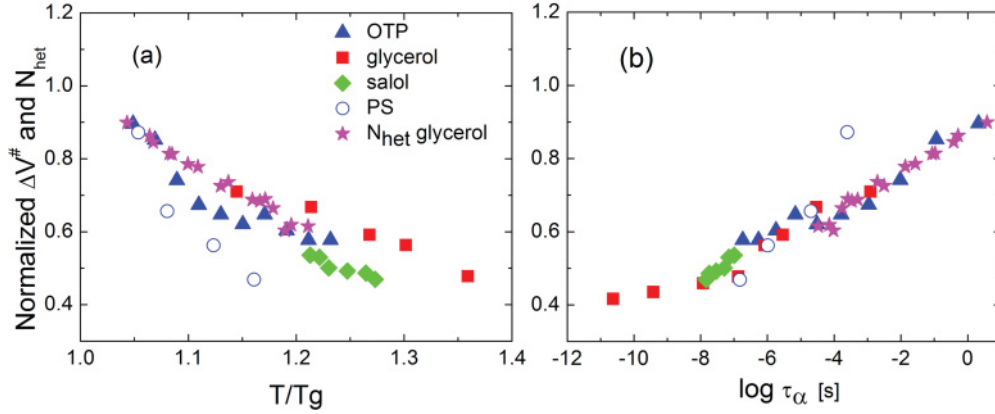 Normalized ΔV# and Nhet
1.2
1.0
0.8
0.6
0.4
(a)
OTP
glycerol
salol
PS
Nhet glycerol
1.0 1.1 1.2 1.3 1.4
T/Tg
1.2
1.0
0.8
0.6
0.4
(b)
-12 -10 -8 -6 -4 -2 0
log τα [s]